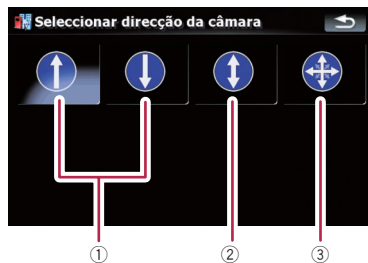 Seleccionar direcção da câmara
① ② ③